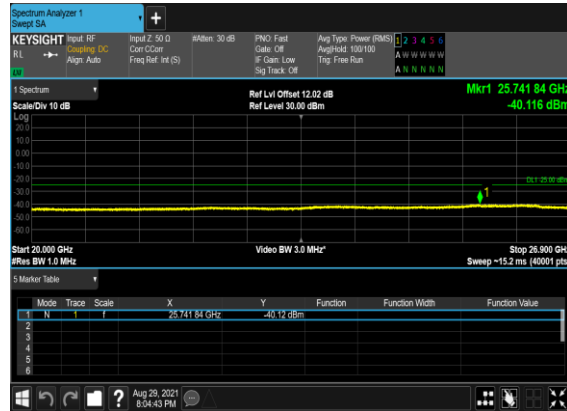 Spectrum Analyzer 1
Swept SA
+
KEYSIGHT Input: RF Input Z: 50 Ω #Atten: 30 dB PNO: Fast Avg Type: Power (RMS) 1 2 3 4 5 6
RL Coupling: DC Corr CCorr Gate: Off Avg|Hold: 100/100 A W W W W W
Align: Auto Freq Ref: Int (S) IF Gain: Low Trig: Free Run
Sig Track: Off A N N N N N
1 Spectrum Ref Lvl Offset 12.02 dB Mkr1 25.741 84 GHz
Scale/Div 10 dB Ref Level 30.00 dBm -40.116 dBm
Log
20.0
10.0
0.00
-10.0
-20.0 DL1 -25.00 dBm
-30.0 1
-40.0
-50.0
-60.0
Start 20.000 GHz Video BW 3.0 MHz* Stop 26.900 GHz
#Res BW 1.0 MHz Sweep ~15.2 ms (40001 pts)
5 Marker Table
Mode Trace Scale X Y Function Function Width Function Value
1 N 1 f 25.741 84 GHz -40.12 dBm
2
3
4
5
6
? Aug 29, 2021
8:04:43 PM